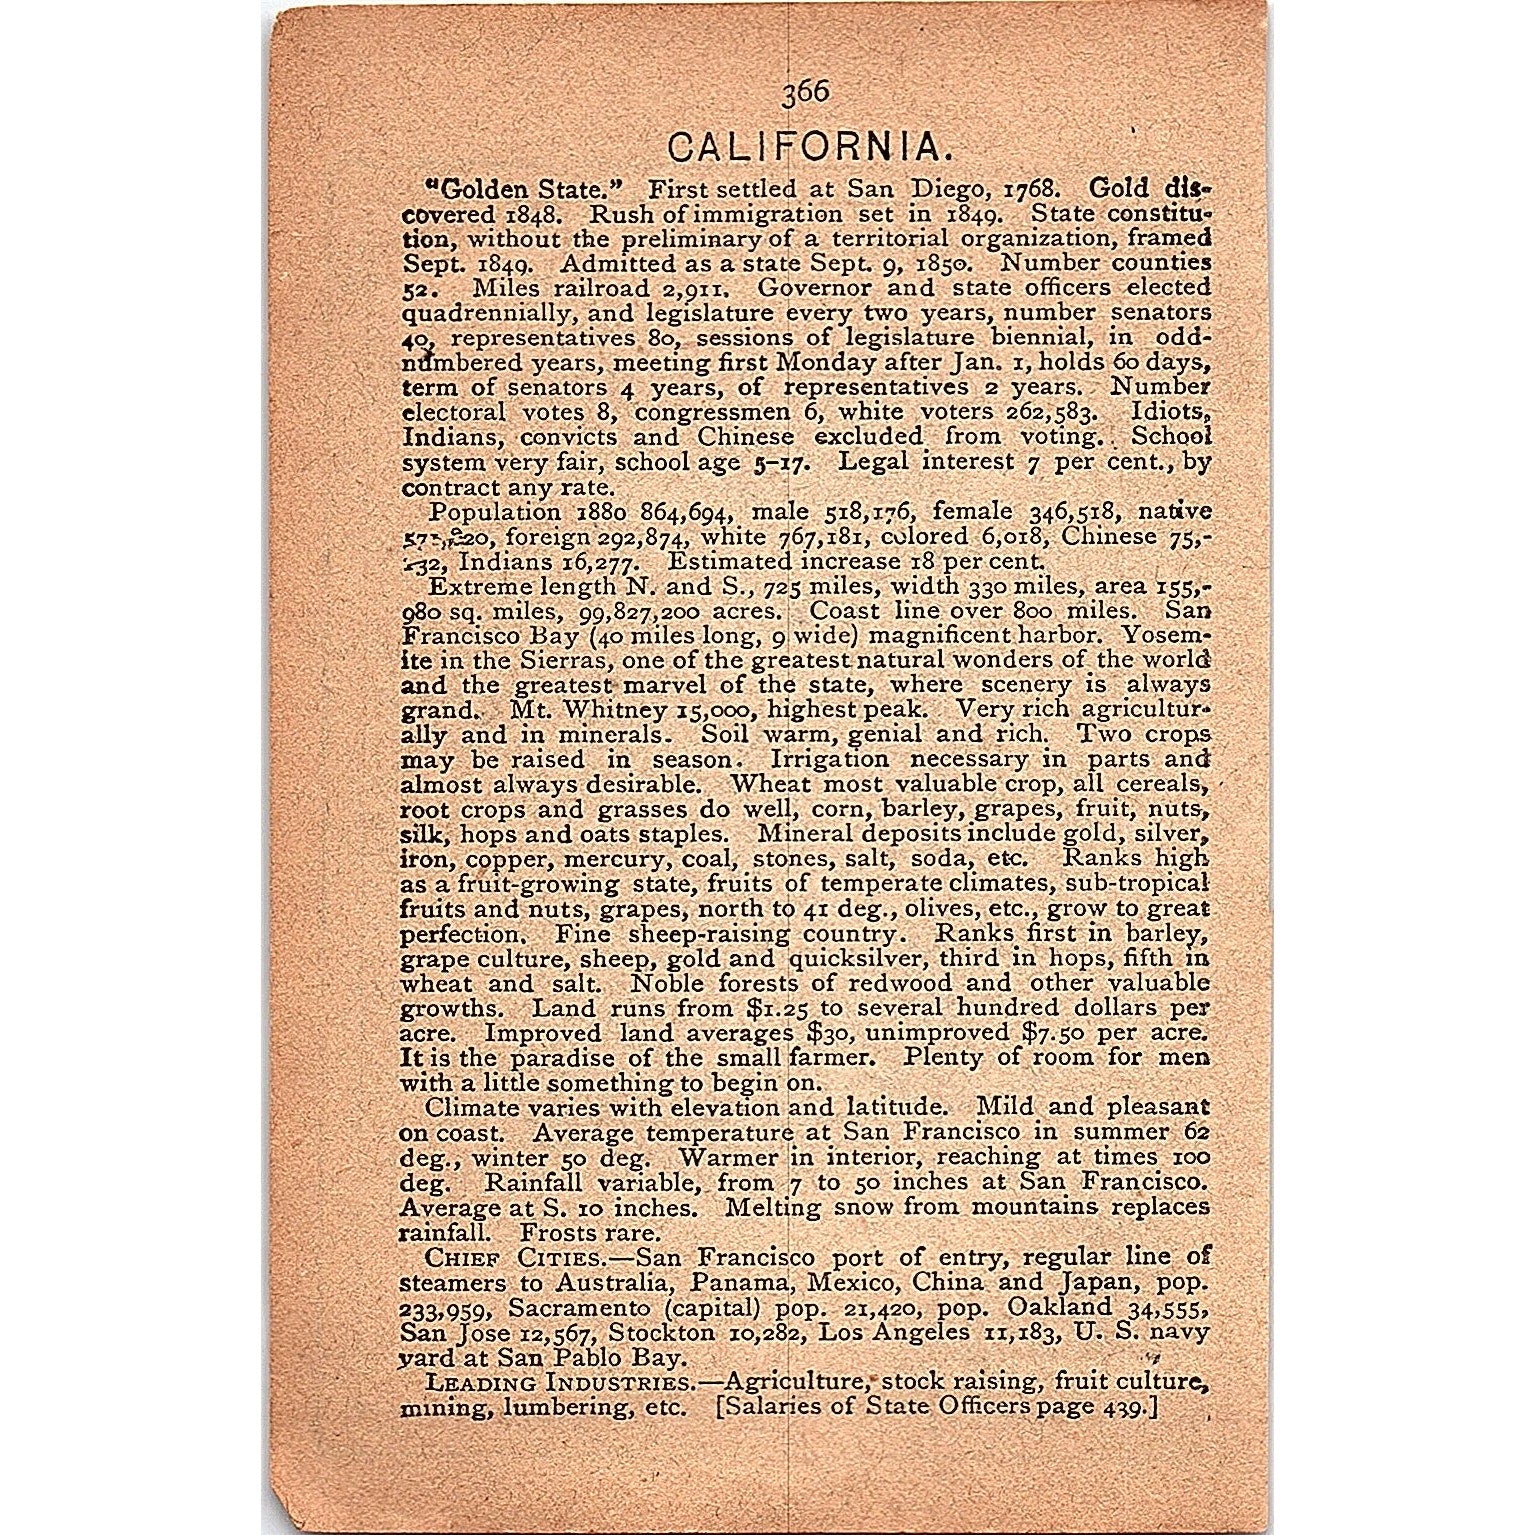 366
CALIFORNIA.
"Golden State." First settled at San Diego, 1768. Gold dis-
covered 1848. Rush of immigration set in 1849. State constitu-
tion, without the preliminary of a territorial organization, framed
Sept. 1849. Admitted as a state Sept. 9, 1850. Number counties
52. Miles railroad 2,911. Governor and state officers elected
quadrennially, and legislature every two years, number senators
40, representatives 80, sessions of legislature biennial, in odd-
numbered years, meeting first Monday after Jan. 1, holds 60 days,
term of senators 4 years, of representatives 2 years. Number
electoral votes 8, congressmen 6, white voters 262,583. Idiots,
Indians, convicts and Chinese excluded from voting. School
system very fair, school age 5-17. Legal interest 7 per cent., by
contract any rate.
Population 1880 864,694, male 518,176, female 346,518, native
foreign 292,874, white 767,181, colored 6,018, Chinese 75,-
Indians 16,277. Estimated increase 18 per cent.
Extreme length N. and S., 725 miles, width 330 miles, area 155,-
980 sq. miles, 99,827,200 acres. Coast line over 800 miles. San
Francisco Bay (40 miles long, 9 wide) magnificent harbor. Yosem-
ite in the Sierras, one of the greatest natural wonders of the world
and the greatest marvel of the state, where scenery is always
grand. Mt. Whitney 15,000, highest peak. Very rich agricultur-
ally and in minerals. Soil warm, genial and rich. Two crops
may be raised in season. Irrigation necessary in parts and
almost always desirable. Wheat most valuable crop, all cereals,
root crops and grasses do well, corn, barley, grapes, fruit, nuts,
silk, hops and oats staples. Mineral deposits include gold, silver,
iron, copper, mercury, coal, stones, salt, soda, etc. Ranks high
as a fruit-growing state, fruits of temperate climates, sub-tropical
fruits and nuts, grapes, north to 41 deg., olives, etc., grow to great
perfection. Fine sheep-raising country. Ranks first in barley,
grape culture, sheep, gold and quicksilver, third in hops, fifth in
wheat and salt. Noble forests of redwood and other valuable
growths. Land runs from $1.25 to several hundred dollars per
acre. Improved land averages $30, unimproved $7.50 per acre.
It is the paradise of the small farmer. Plenty of room for men
with a little something to begin on.
Climate varies with elevation and latitude. Mild and pleasant
on coast. Average temperature at San Francisco in summer 62
deg., winter 50 deg. Warmer in interior, reaching at times 100
deg. Rainfall variable, from 7 to 50 inches at San Francisco.
Average at S. 10 inches. Melting snow from mountains replaces
rainfall. Frosts rare.
CHIEF CITIES.—San Francisco port of entry, regular line of
steamers to Australia, Panama, Mexico, China and Japan, pop.
233,959, Sacramento (capital) pop. 21,420, pop. Oakland 34,555,
San Jose 12,567, Stockton 10,282, Los Angeles 11,183, U. S. navy
yard at San Pablo Bay.
LEADING INDUSTRIES.—Agriculture, stock raising, fruit culture,
mining, lumbering, etc. [Salaries of State Officers page 439.]